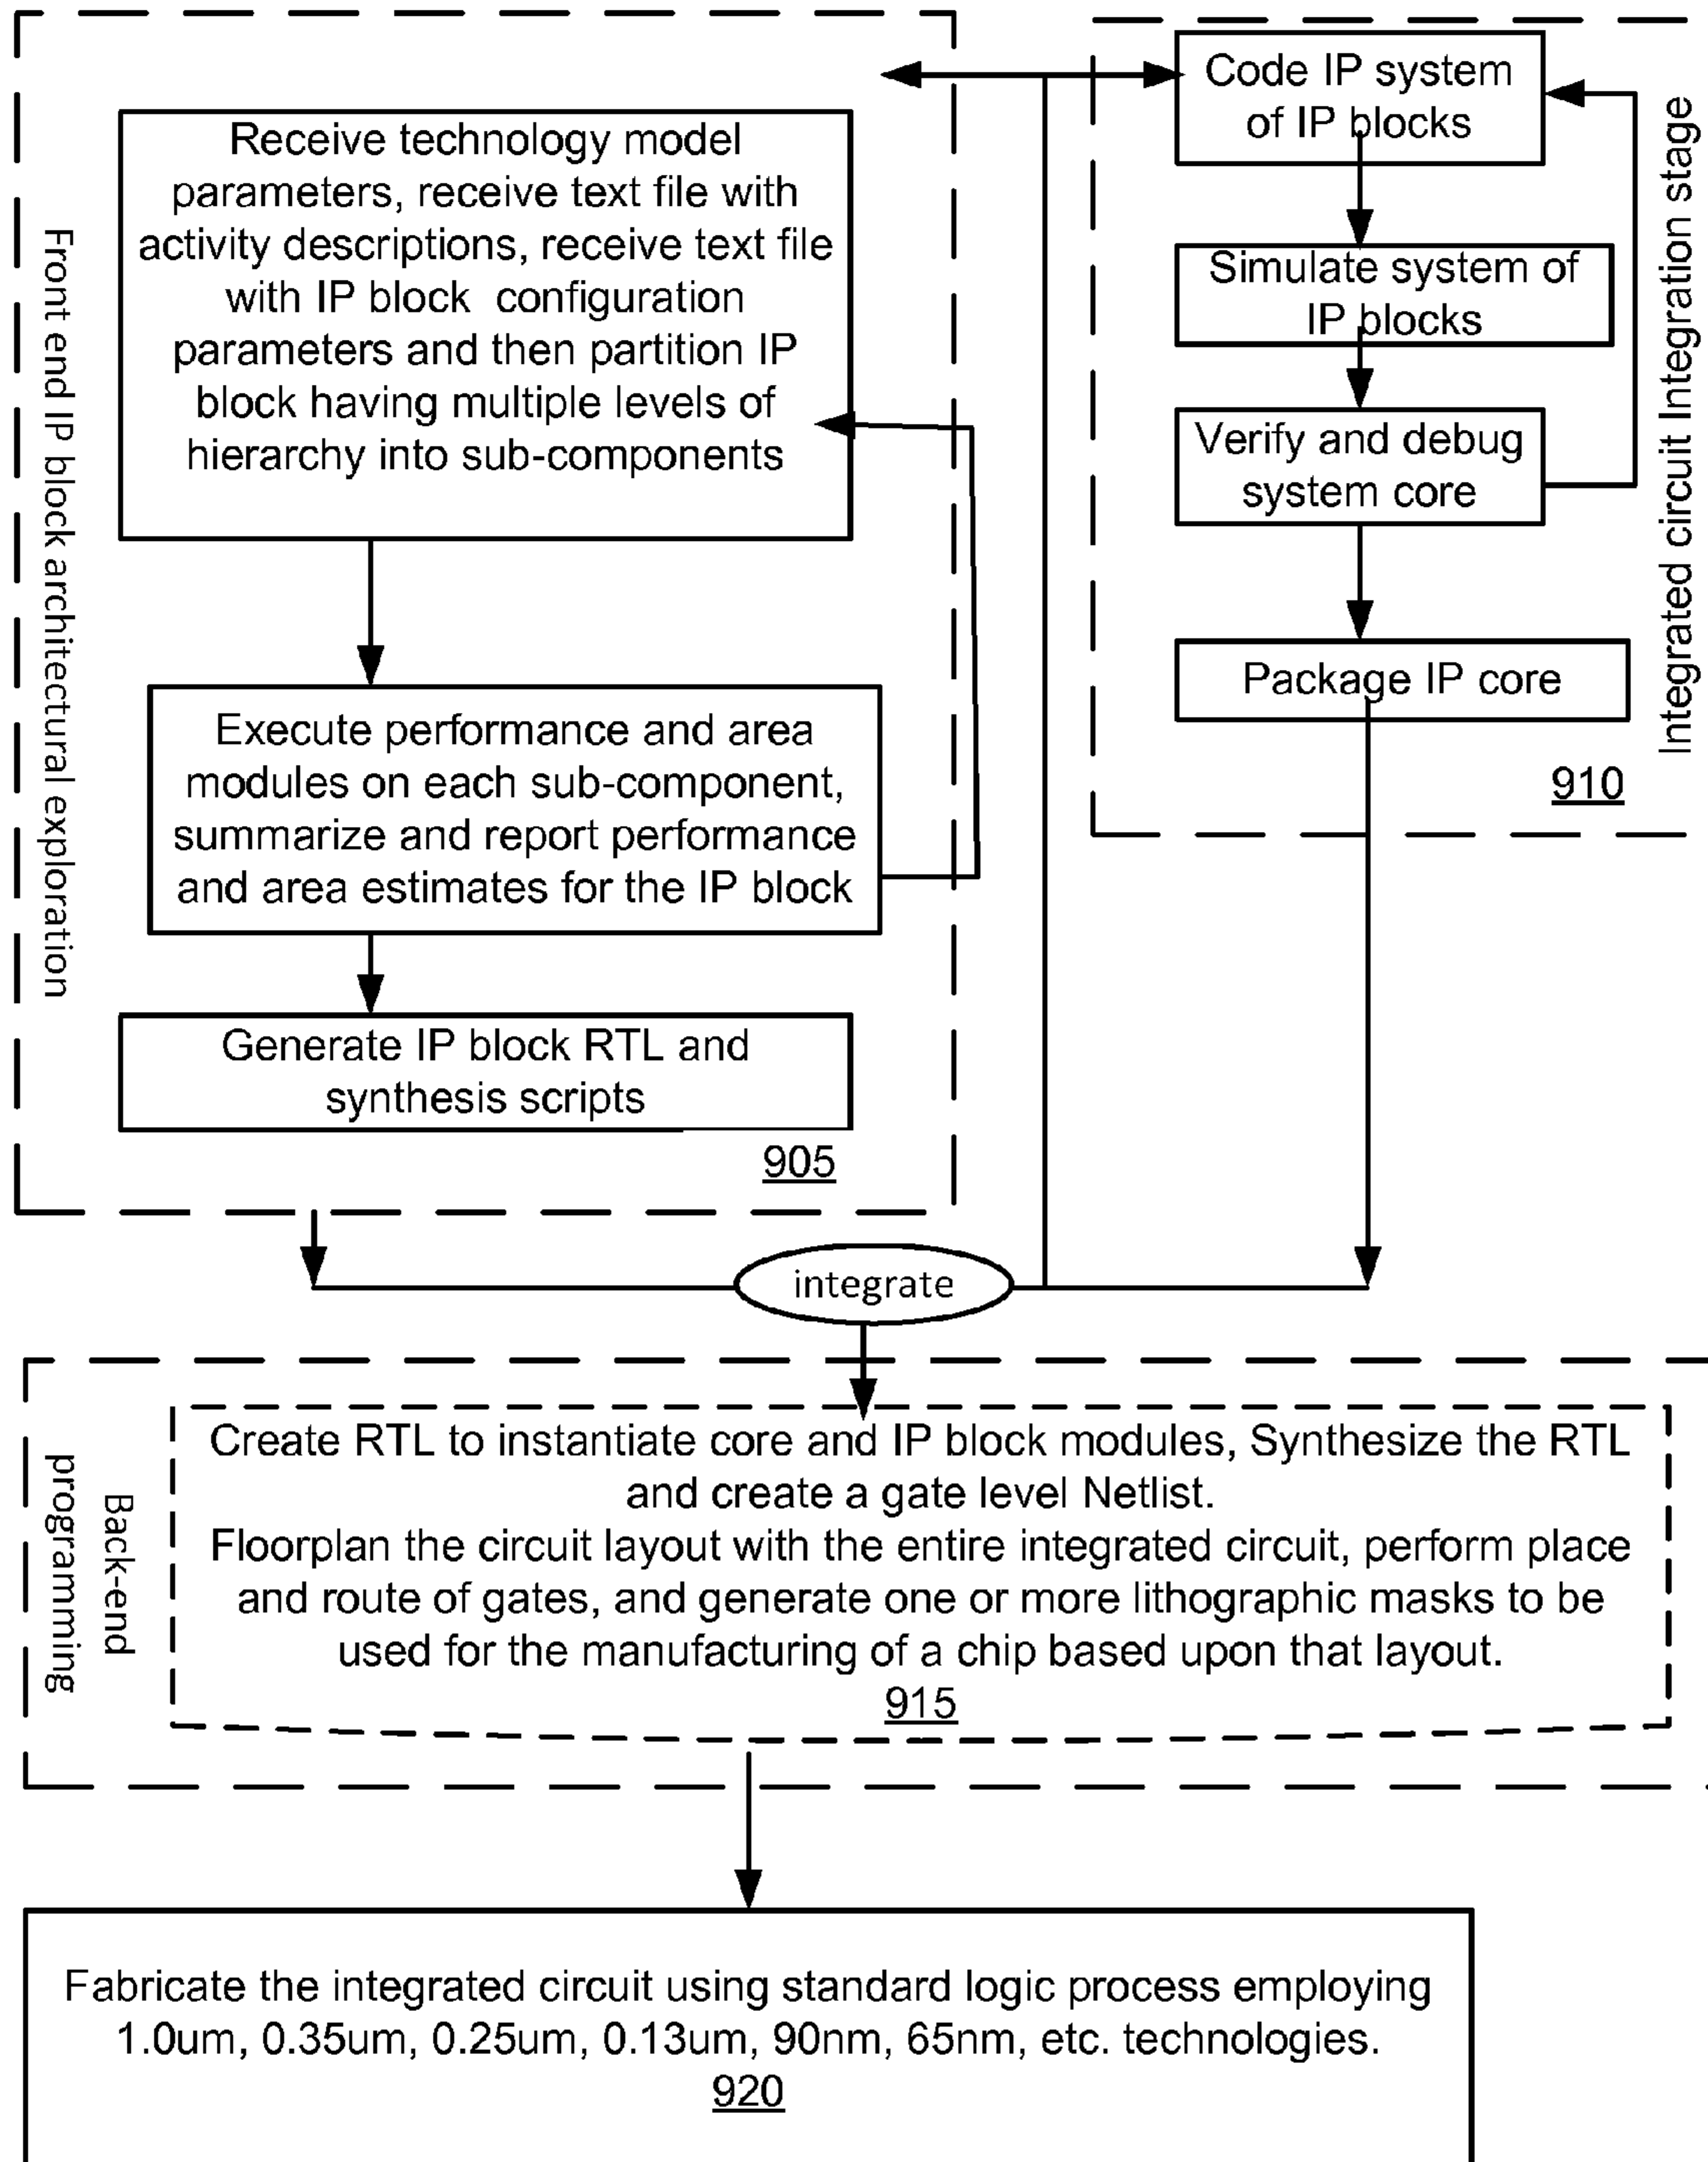 Front end IP block architectural exploration
Receive technology model
parameters, receive text file with
activity descriptions, receive text file
with IP block configuration
parameters and then partition IP
block having multiple levels of
hierarchy into sub-components
Execute performance and area
modules on each sub-component,
summarize and report performance
and area estimates for the IP block
Generate IP block RTL and
synthesis scripts
905
Integrated circuit Integration stage
Code IP system
of IP blocks
Simulate system of
IP blocks
Verify and debug
system core
Package IP core
910
integrate
Back-end
programming
Create RTL to instantiate core and IP block modules, Synthesize the RTL
and create a gate level Netlist.
Floorplan the circuit layout with the entire integrated circuit, perform place
and route of gates, and generate one or more lithographic masks to be
used for the manufacturing of a chip based upon that layout.
915
Fabricate the integrated circuit using standard logic process employing
1.0um, 0.35um, 0.25um, 0.13um, 90nm, 65nm, etc. technologies.
920